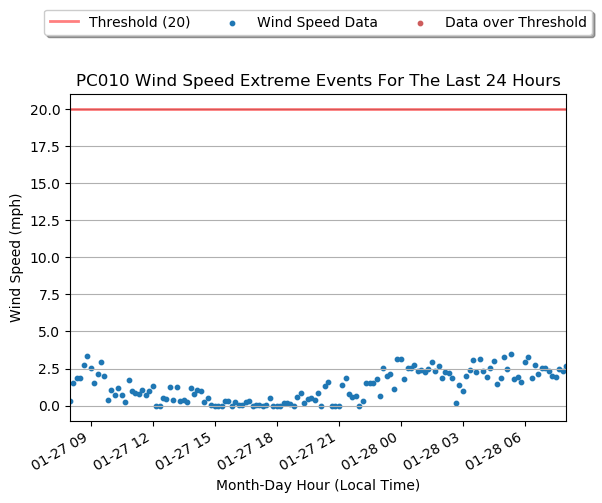 Threshold (20) Wind Speed Data Data over Threshold
PC010 Wind Speed Extreme Events For The Last 24 Hours
20.0
17.5
15.0
12.5
10.0
7.5
5.0
2.5
0.0
Wind Speed (mph)
01-27 09 01-27 12 01-27 15 01-27 18 01-27 21 01-28 00 01-28 03 01-28 06
Month-Day Hour (Local Time)